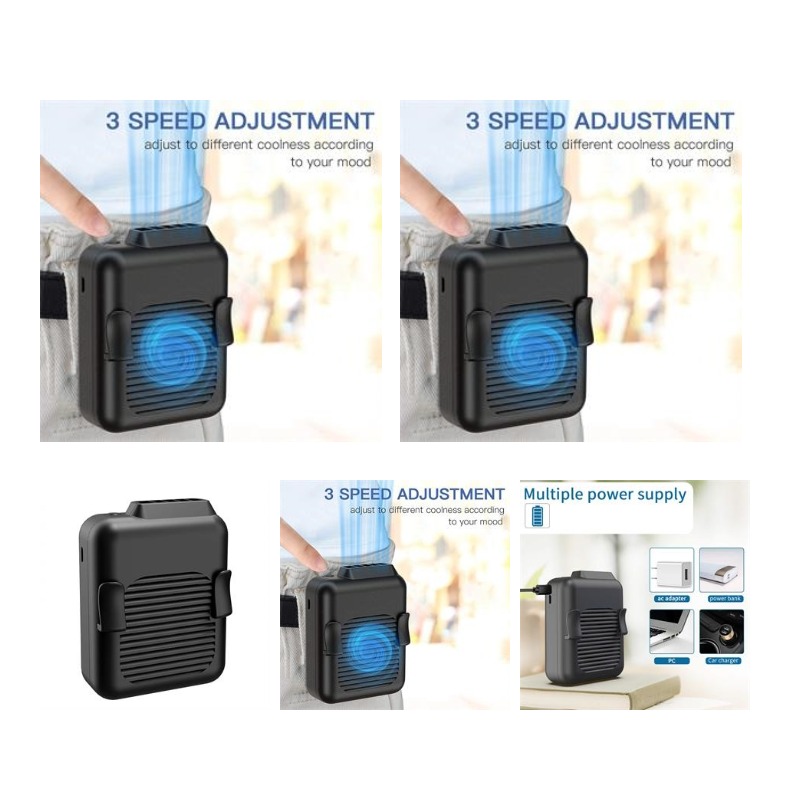 3 SPEED ADJUSTMENT
adjust to different coolness according
to your mood
3 SPEED ADJUSTMENT
adjust to different coolness according
to your mood
3 SPEED ADJUSTMENT
adjust to different coolness according
to your mood
Multiple power supply
ac adapter
power bank
PC
Car charger